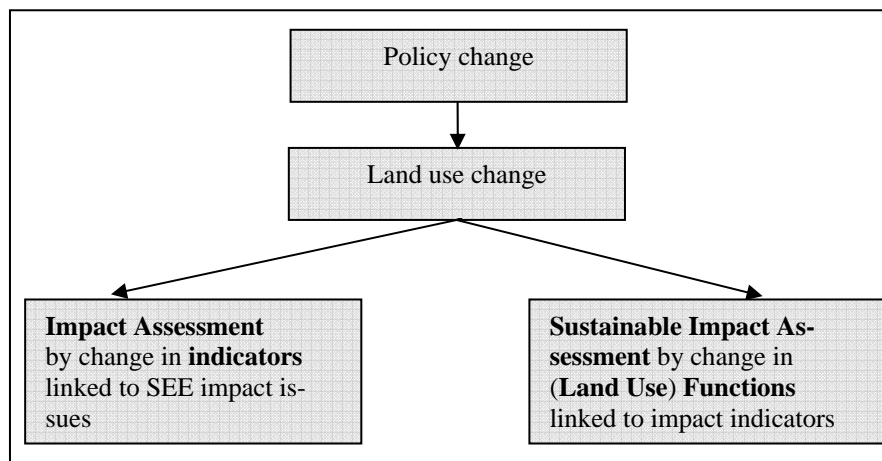 Policy change
Land use change
Impact Assessment
by change in indicators
linked to SEE impact is-
sues
Sustainable Impact As-
sessment by change in
(Land Use) Functions
linked to impact indicators